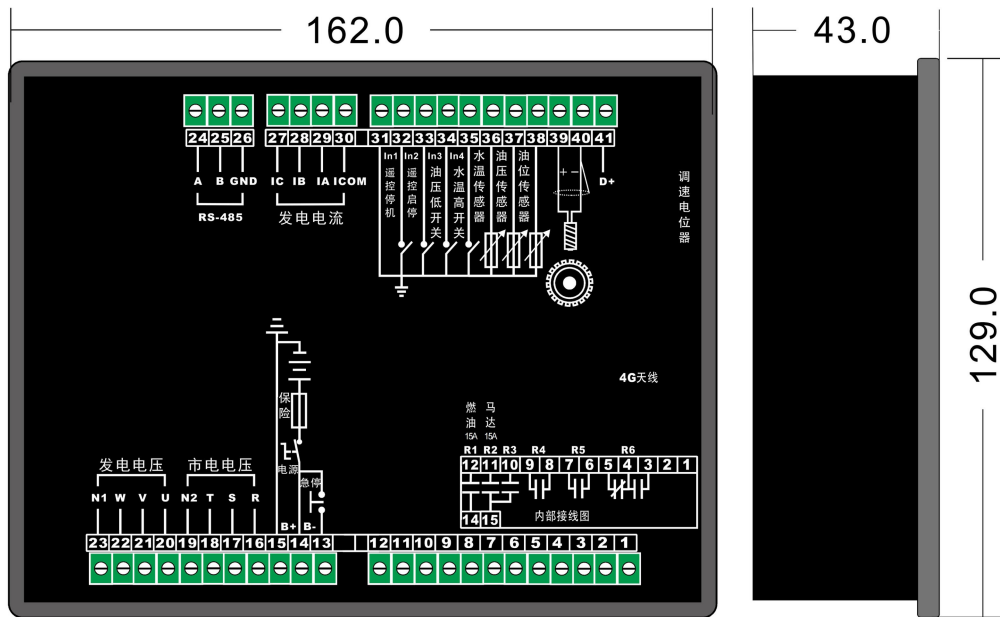 162.0
43.0
129.0
24 25 26 27 28 29 30 31 32 33 34 35 36 37 38 39 40 41
A B GND
RS-485
IC IB IA ICOM
发电电流
In1
遥控停机
In2
遥控启停
In3
油压低开关
In4
水温高开关
水温传感器
油压传感器
油位传感器
+ -
D+
调速电位器
4G天线
保险
电源
急停
燃油
15A
马达
15A
R1 R2 R3 R4 R5 R6
12 11 10 9 8 7 6 5 4 3 2 1
14 15
内部接线图
发电电压
市电电压
N1 W V U N2 T S R
B+ B-
23 22 21 20 19 18 17 16 15 14 13 12 11 10 9 8 7 6 5 4 3 2 1